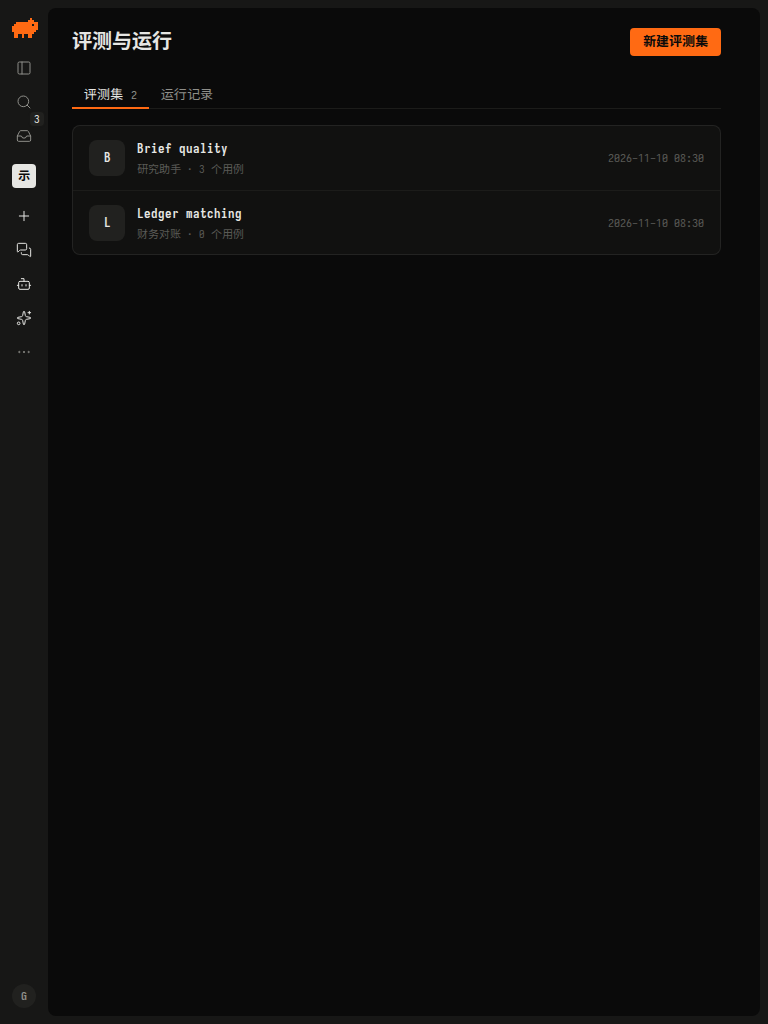 评测与运行
新建评测集
评测集 2
运行记录
3
示
B
Brief quality
研究助手 · 3 个用例
2026-11-10 08:30
L
Ledger matching
财务对账 · 0 个用例
2026-11-10 08:30
G